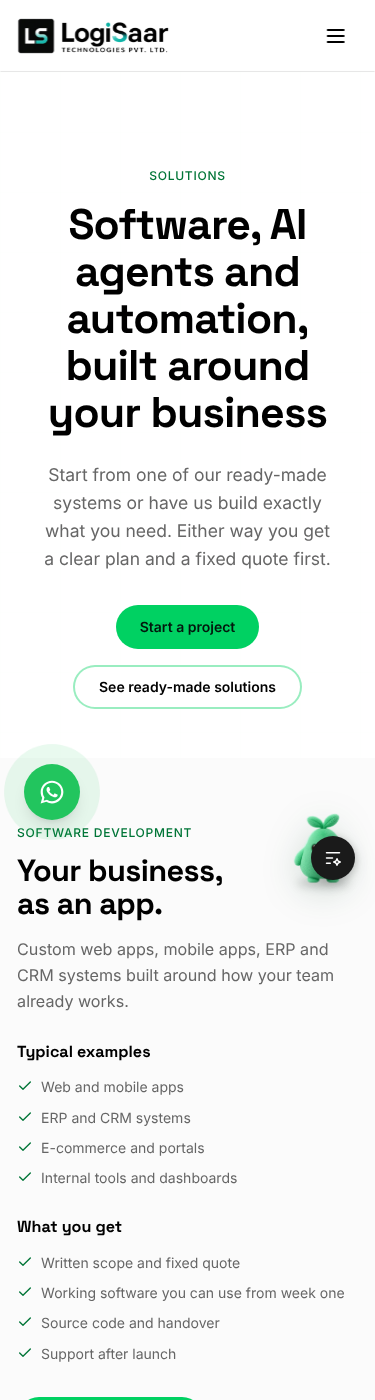 LS LogiSaar
TECHNOLOGIES PVT. LTD.
SOLUTIONS
Software, AI
agents and
automation,
built around
your business
Start from one of our ready-made
systems or have us build exactly
what you need. Either way you get
a clear plan and a fixed quote first.
Start a project
See ready-made solutions
SOFTWARE DEVELOPMENT
Your business,
as an app.
Custom web apps, mobile apps, ERP and
CRM systems built around how your team
already works.
Typical examples
Web and mobile apps
ERP and CRM systems
E-commerce and portals
Internal tools and dashboards
What you get
Written scope and fixed quote
Working software you can use from week one
Source code and handover
Support after launch